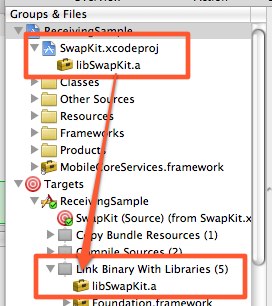 Groups & Files
ReceivingSample
SwapKit.xcodeproj
libSwapKit.a
Classes
Other Sources
Resources
Frameworks
Products
MobileCoreServices.framework
Targets
ReceivingSample
SwapKit (Source) (from SwapKit.x
Copy Bundle Resources (1)
Compile Sources (2)
Link Binary With Libraries (5)
libSwapKit.a
Foundation.framework